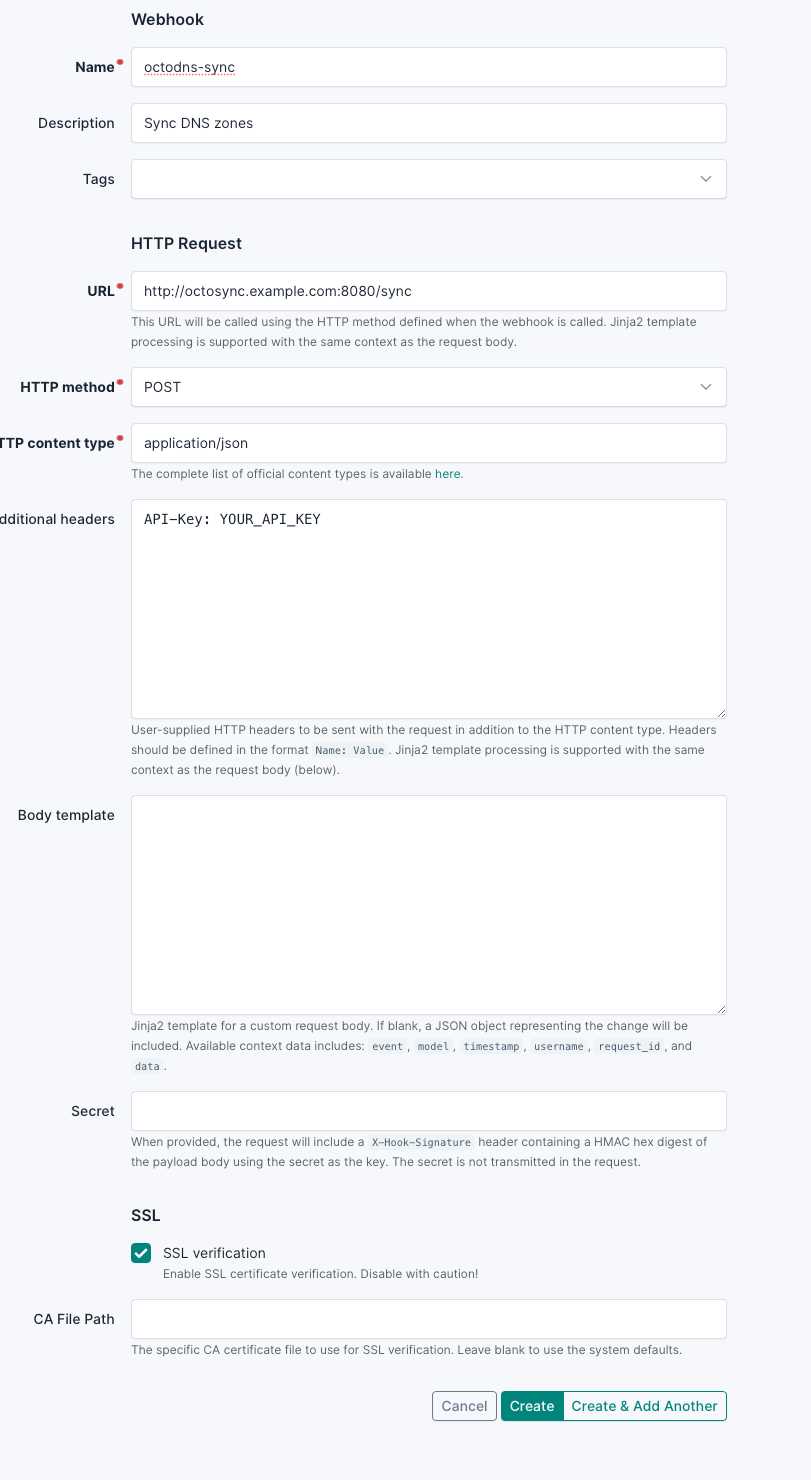 Webhook
Name
octodns-sync
Description
Sync DNS zones
Tags
HTTP Request
URL
http://octosync.example.com:8080/sync
This URL will be called using the HTTP method defined when the webhook is called. Jinja2 template
processing is supported with the same context as the request body.
HTTP method
POST
TTP content type
application/json
The complete list of official content types is available here.
dditional headers
API-Key: YOUR_API_KEY
User-supplied HTTP headers to be sent with the request in addition to the HTTP content type. Headers
should be defined in the format Name: Value. Jinja2 template processing is supported with the same
context as the request body (below).
Body template
Jinja2 template for a custom request body. If blank, a JSON object representing the change will be
included. Available context data includes: event, model, timestamp, username, request_id, and
data.
Secret
When provided, the request will include a X-Hook-Signature header containing a HMAC hex digest of
the payload body using the secret as the key. The secret is not transmitted in the request.
SSL
SSL verification
Enable SSL certificate verification. Disable with caution!
CA File Path
The specific CA certificate file to use for SSL verification. Leave blank to use the system defaults.
Cancel Create Create & Add Another